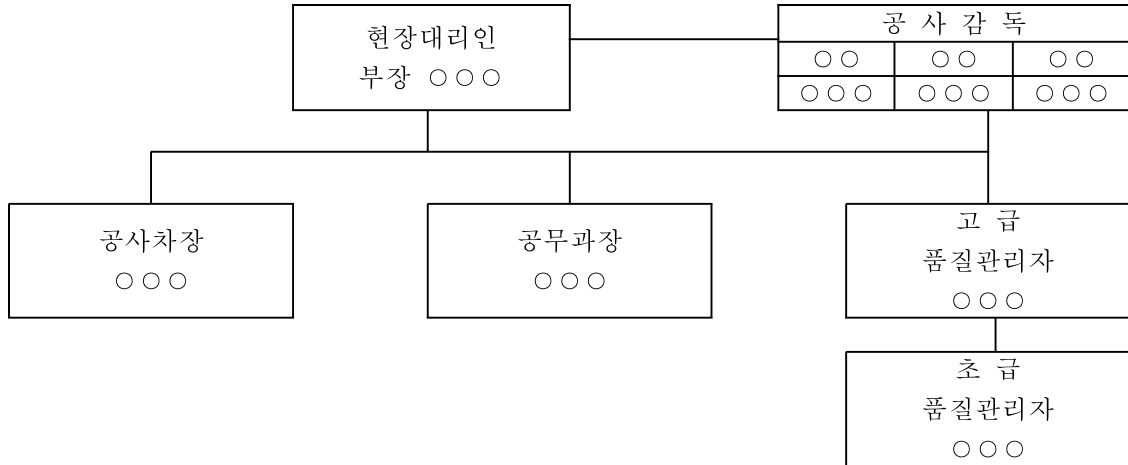 현장대리인
부장 ○○○
공 사 감 독
○○ ○○ ○○
○○○ ○○○ ○○○
공사차장
○○○
공무과장
○○○
고 급
품질관리자
○○○
초 급
품질관리자
○○○